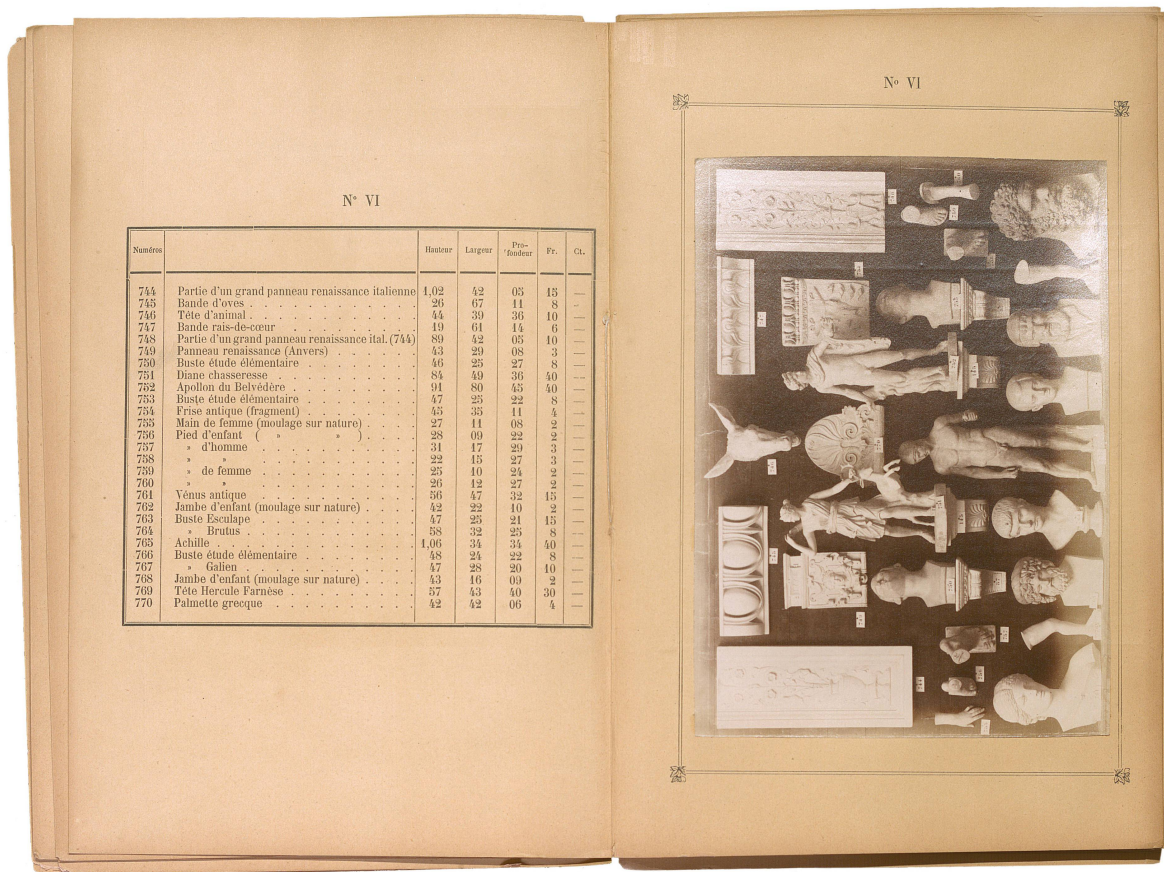 No VI
Numéros Hauteur Largeur Pro- fondeur Fr. Ct.
744 Partie d'un grand panneau renaissance italienne 1,02 42 05 15 —
745 Bande d'oves . . . . . . . . . . 26 67 11 8 -
746 Tête d'animal . . . . . . . . . . 44 39 36 10 —
747 Bande rais-de-cœur . . . . . . . . . 19 61 14 6 —
748 Partie d'un grand panneau renaissance ital. (744) 89 42 05 10 —
749 Panneau renaissance (Anvers) . . . . . . 43 29 08 3 —
750 Buste étude élémentaire . . . . . . . 46 25 27 8 —
751 Diane chasseresse . . . . . . . . . 84 49 36 40 —
752 Apollon du Belvédère . . . . . . . . 91 80 45 40 —
753 Buste étude élémentaire . . . . . . . 47 25 22 8 —
754 Frise antique (fragment) . . . . . . . 45 35 11 4 —
755 Main de femme (moulage sur nature) . . . . 27 11 08 2 —
756 Pied d'enfant ( » » ) . . . . 28 09 22 2 —
757 » d'homme . . . . . . . . . 31 17 29 3 —
758 » » . . . . . . . . . 22 15 27 3 —
759 » de femme . . . . . . . . . 25 10 24 2 —
760 » » . . . . . . . . . 26 12 27 2 —
761 Vénus antique . . . . . . . . . . 56 47 32 15 —
762 Jambe d'enfant (moulage sur nature) . . . . 42 22 10 2 —
763 Buste Esculape . . . . . . . . . . 47 25 21 15 —
764 » Brutus . . . . . . . . . . 58 32 25 8 —
765 Achille . . . . . . . . . . . . 1,06 34 34 40 —
766 Buste étude élémentaire . . . . . . . 48 24 22 8 —
767 » Galien . . . . . . . . . . 47 28 20 10 —
768 Jambe d'enfant (moulage sur nature) . . . . 43 16 09 2 —
769 Tête Hercule Farnèse . . . . . . . . 57 43 40 30 —
770 Palmette grecque . . . . . . . . . 42 42 06 4 —
No VI